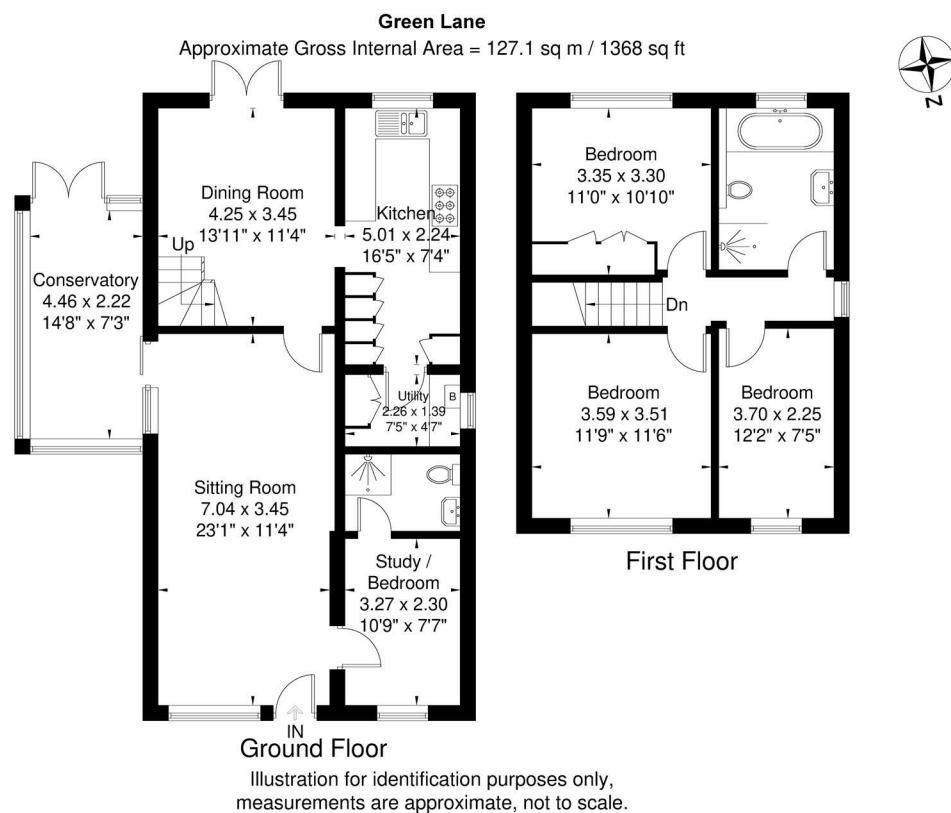 Green Lane
Approximate Gross Internal Area = 127.1 sq m / 1368 sq ft
N
Dining Room
4.25 x 3.45
13'11" x 11'4"
Up
Kitchen
5.01 x 2.24
16'5" x 7'4"
Conservatory
4.46 x 2.22
14'8" x 7'3"
Utility
2.26 x 1.39
7'5" x 4'7"
B
Sitting Room
7.04 x 3.45
23'1" x 11'4"
Study /
Bedroom
3.27 x 2.30
10'9" x 7'7"
IN
Ground Floor
Bedroom
3.35 x 3.30
11'0" x 10'10"
Dn
Bedroom
3.59 x 3.51
11'9" x 11'6"
Bedroom
3.70 x 2.25
12'2" x 7'5"
First Floor
Illustration for identification purposes only,
measurements are approximate, not to scale.